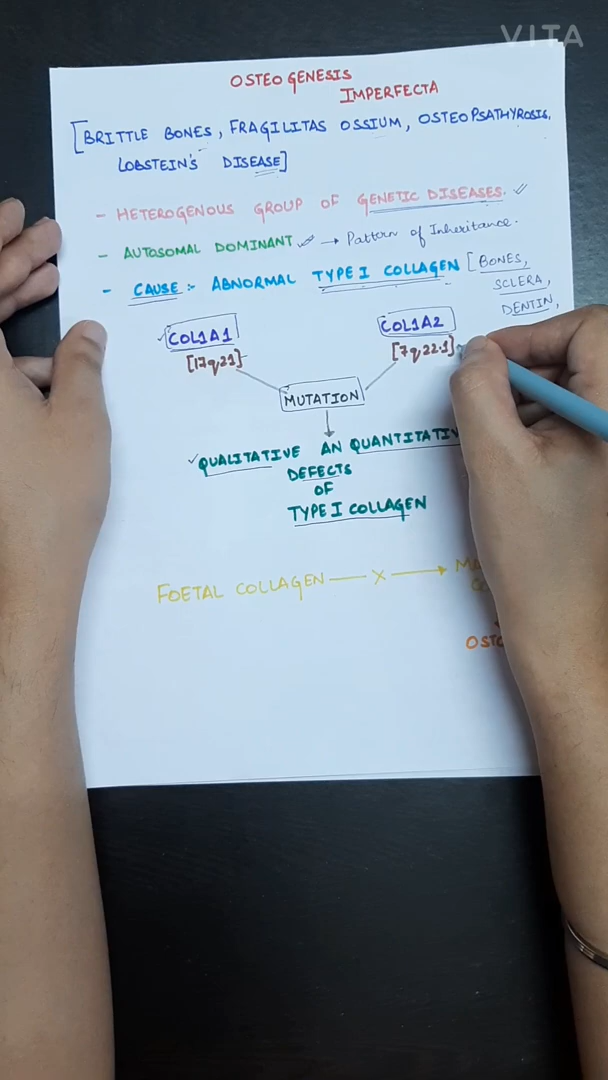 VITA
OSTEOGENESIS
IMPERFECTA
[BRITTLE BONES, FRAGILITAS OSSIUM, OSTEOPSATHYROSIS,
LOBSTEIN'S DISEASE]
- HETEROGENOUS GROUP OF GENETIC DISEASES.
- AUTOSOMAL DOMINANT → Pattern of Inheritance.
- CAUSE :- ABNORMAL TYPE I COLLAGEN [BONES,
SCLERA,
DENTIN,
COL1A1 COL1A2
[17q21] [7q22.1]
MUTATION
QUALITATIVE AN QUANTITATIV
DEFECTS
OF
TYPE I COLLAGEN
FOETAL COLLAGEN — X →